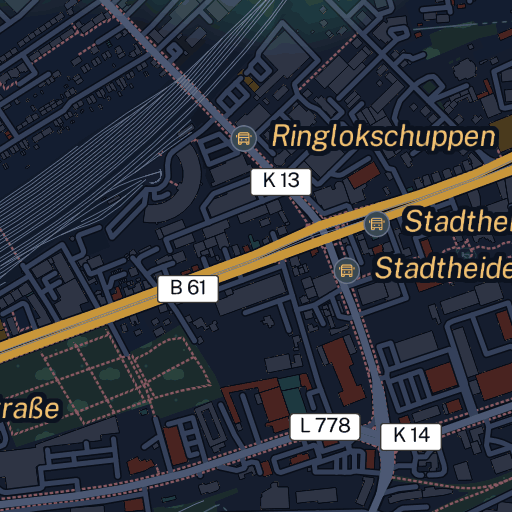 Ringlokschuppen
K 13
Stadthei
Stadtheide
B 61
raße
L 778
K 14